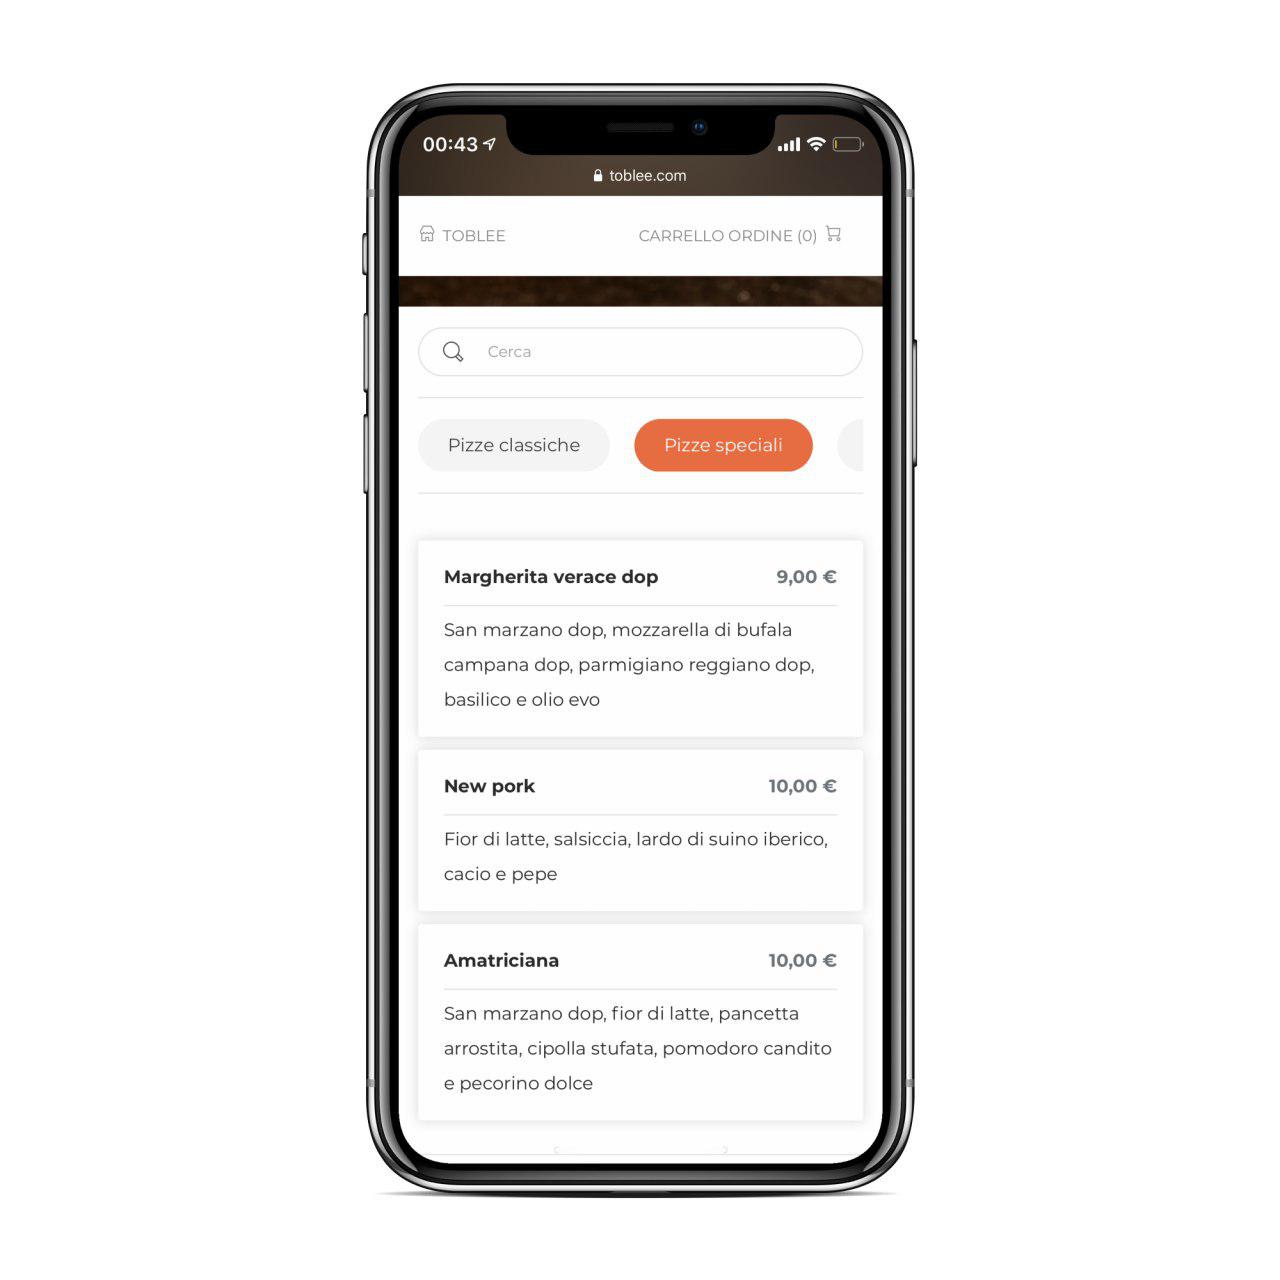 00:43
toblee.com
TOBLEE
CARRELLO ORDINE (0)
Cerca
Pizze classiche
Pizze speciali
Margherita verace dop
9,00 €
San marzano dop, mozzarella di bufala
campana dop, parmigiano reggiano dop,
basilico e olio evo
New pork
10,00 €
Fior di latte, salsiccia, lardo di suino iberico,
cacio e pepe
Amatriciana
10,00 €
San marzano dop, fior di latte, pancetta
arrostita, cipolla stufata, pomodoro candito
e pecorino dolce